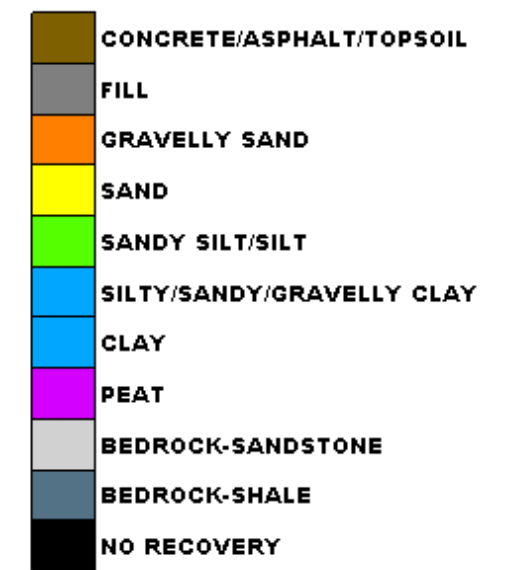 CONCRETE/ASPHALT/TOPSOIL
FILL
GRAVELLY SAND
SAND
SANDY SILT/SILT
SILTY/SANDY/GRAVELLY CLAY
CLAY
PEAT
BEDROCK-SANDSTONE
BEDROCK-SHALE
NO RECOVERY